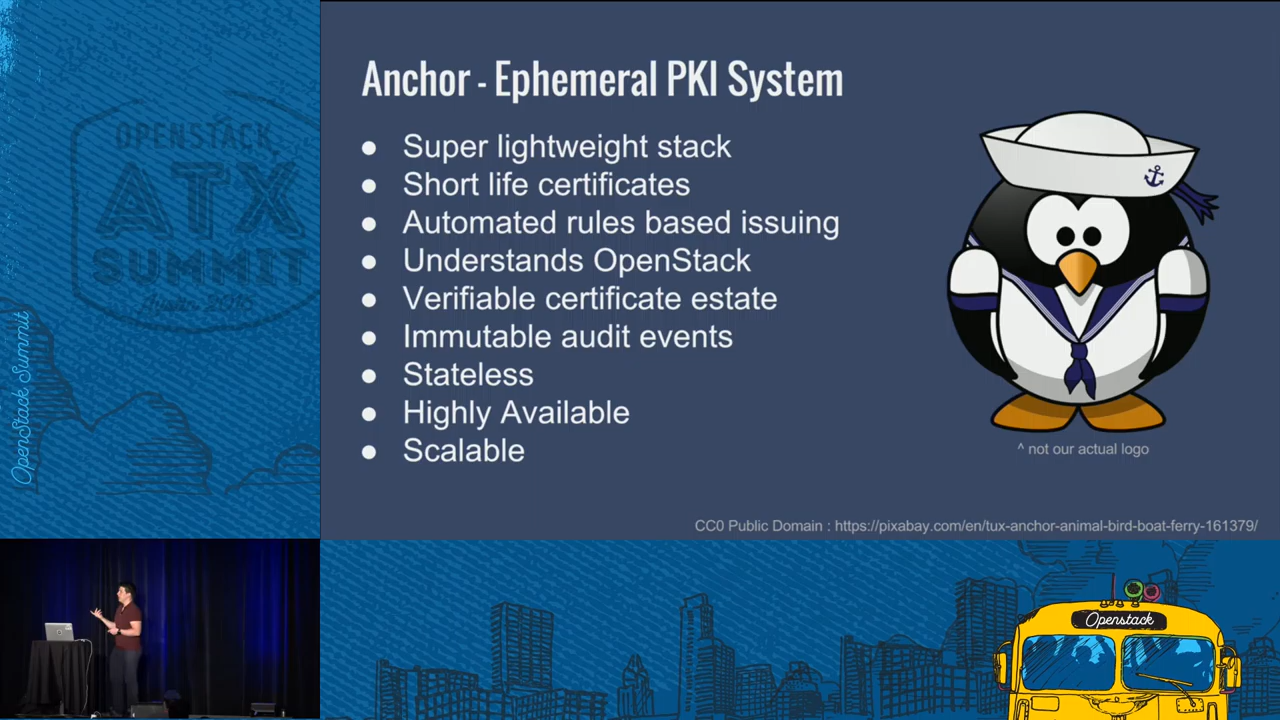 Anchor - Ephemeral PKI System
● Super lightweight stack
● Short life certificates
● Automated rules based issuing
● Understands OpenStack
● Verifiable certificate estate
● Immutable audit events
● Stateless
● Highly Available
● Scalable
^ not our actual logo
CC0 Public Domain : https://pixabay.com/en/tux-anchor-animal-bird-boat-ferry-161379/
OPENSTACK
ATX
SUMMIT
Austin 2016
OpenStack Summit
Openstack